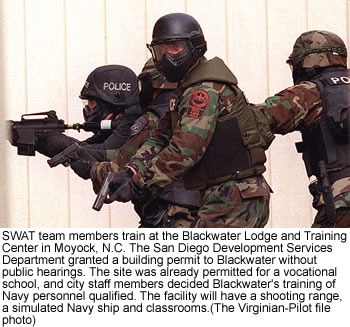 POLICE
POLICE
SWAT team members train at the Blackwater Lodge and Training
Center in Moyock, N.C. The San Diego Development Services
Department granted a building permit to Blackwater without
public hearings. The site was already permitted for a vocational
school, and city staff members decided Blackwater's training of
Navy personnel qualified. The facility will have a shooting range,
a simulated Navy ship and classrooms.(The Virginian-Pilot file
photo)